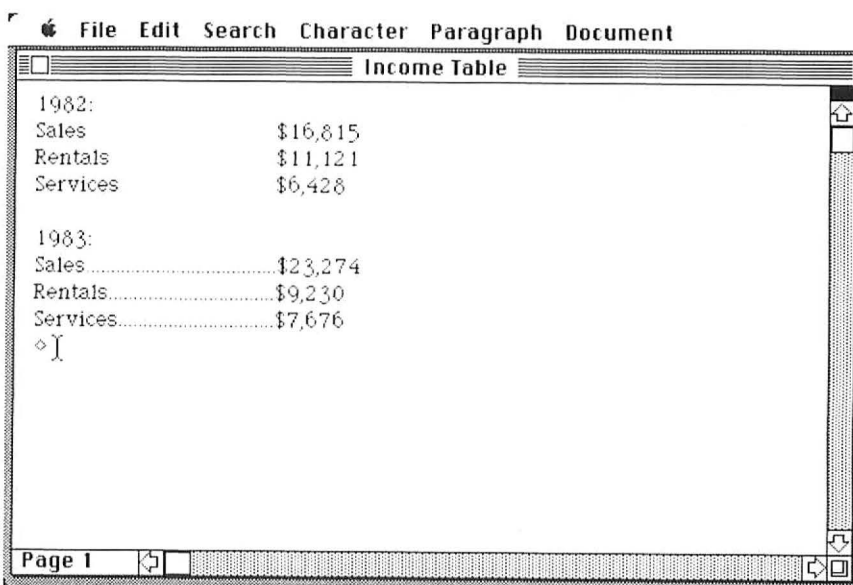 File Edit Search Character Paragraph Document
Income Table
1982:
Sales $16,815
Rentals $11,121
Services $6,428
1983:
Sales.................................$23,274
Rentals.............................$9,230
Services...........................$7,676
Page 1